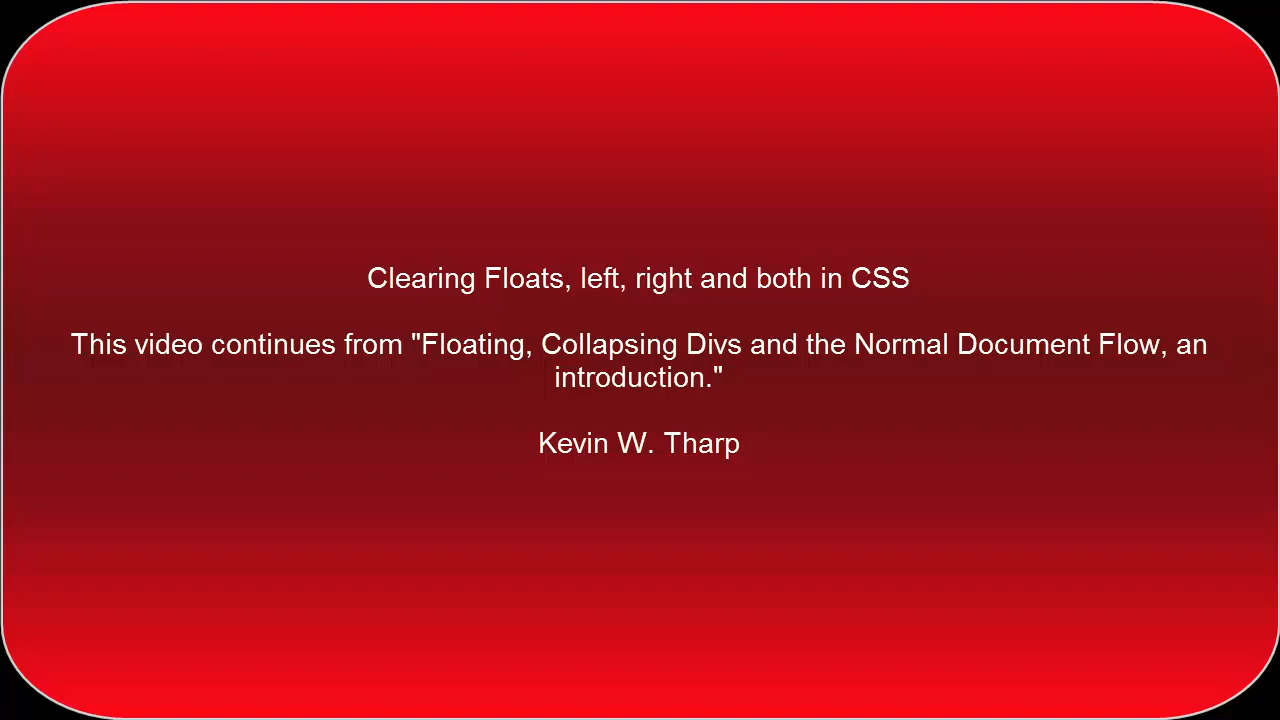 Clearing Floats, left, right and both in CSS
This video continues from "Floating, Collapsing Divs and the Normal Document Flow, an
introduction."
Kevin W. Tharp